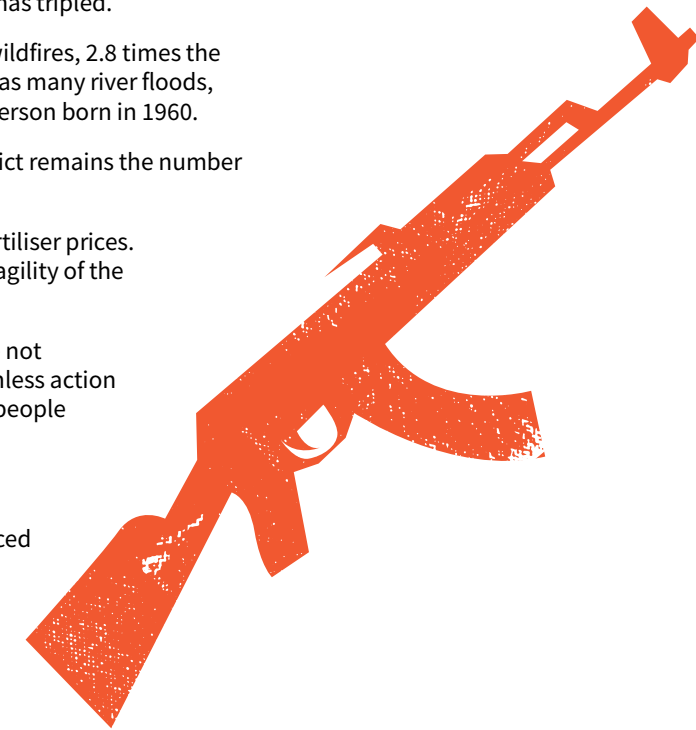 has tripled.
ildfires, 2.8 times the
as many river floods,
erson born in 1960.
ict remains the number
rtiliser prices.
agility of the
not
nless action
people
ced